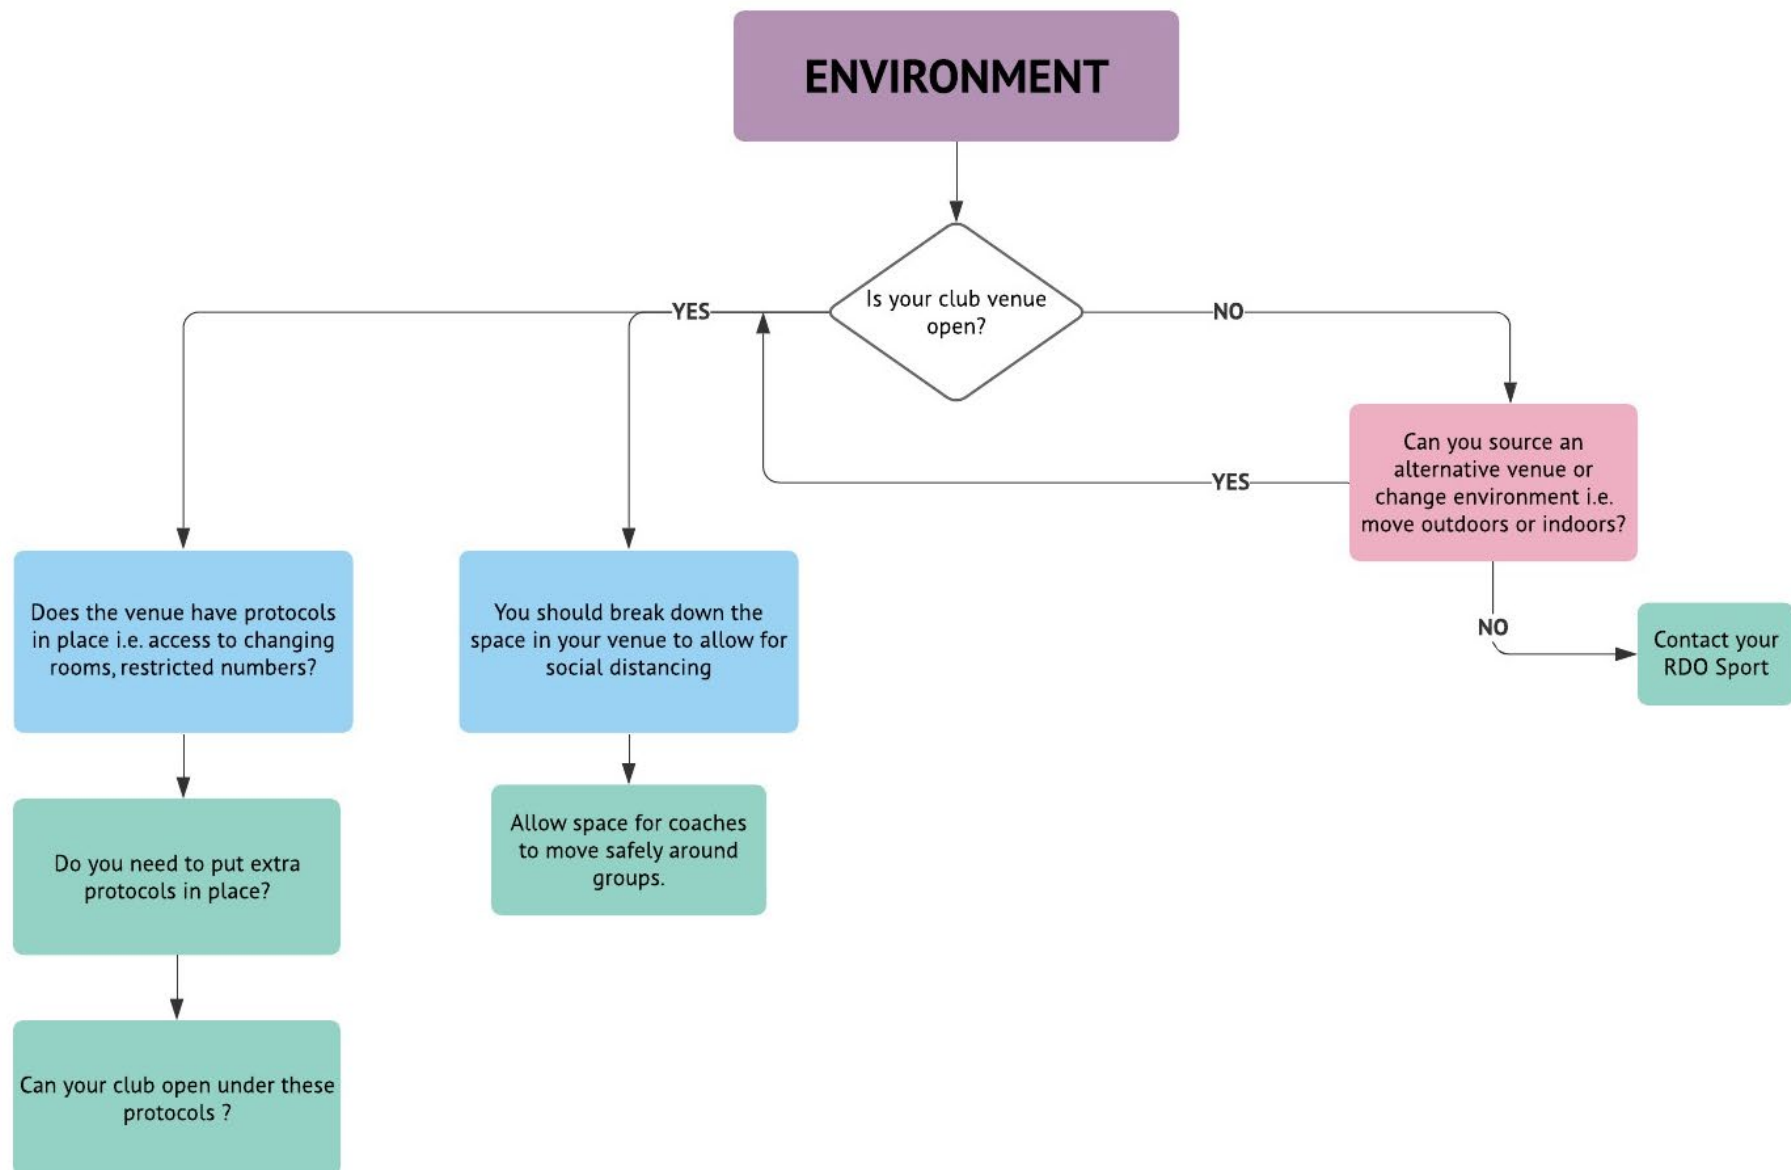 ENVIRONMENT
Is your club venue
open?
YES
NO
Can you source an
alternative venue or
change environment i.e.
move outdoors or indoors?
YES
NO
Contact your
RDO Sport
Does the venue have protocols
in place i.e. access to changing
rooms, restricted numbers?
You should break down the
space in your venue to allow for
social distancing
Do you need to put extra
protocols in place?
Allow space for coaches
to move safely around
groups.
Can your club open under these
protocols ?